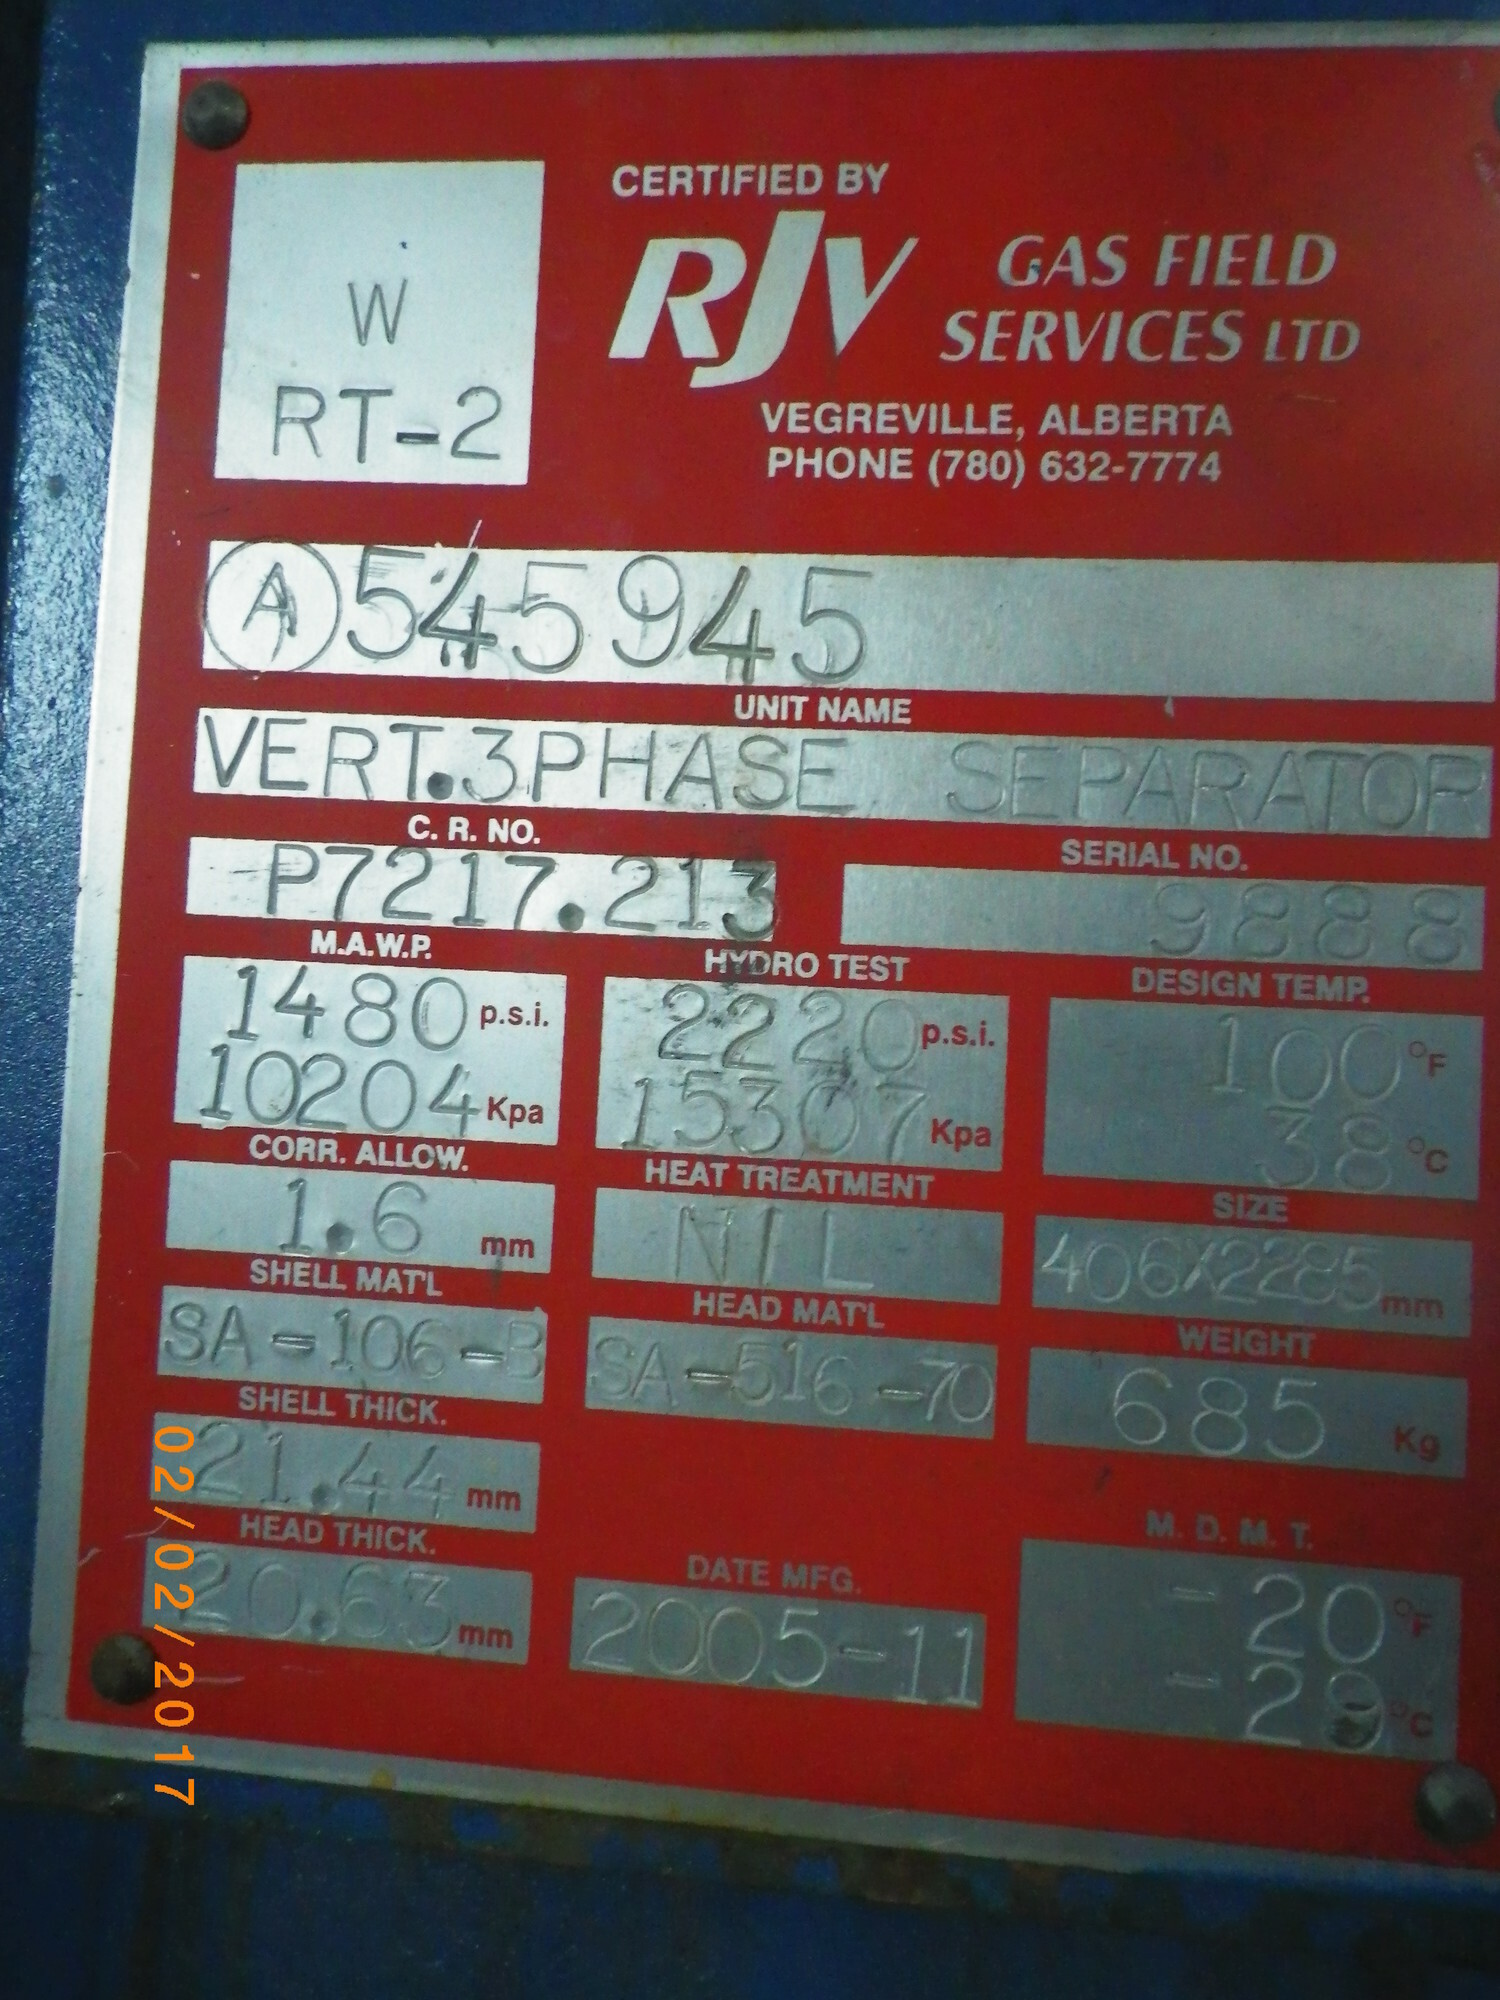 W
RT-2
CERTIFIED BY
RJV GAS FIELD
SERVICES LTD
VEGREVILLE, ALBERTA
PHONE (780) 632-7774
A 545945
UNIT NAME
VERT.3PHASE SEPARATOR
C. R. NO.
P7217.213
SERIAL NO.
9888
M.A.W.P.
1480 p.s.i.
10204 Kpa
HYDRO TEST
2220 p.s.i.
15307 Kpa
DESIGN TEMP.
100 °F
38 °C
CORR. ALLOW.
1.6 mm
HEAT TREATMENT
NIL
SIZE
406X2285 mm
SHELL MAT'L
SA-106-B
HEAD MAT'L
SA-516-70
WEIGHT
685 Kg
SHELL THICK.
21.44 mm
HEAD THICK.
20.63 mm
DATE MFG.
2005-11
M. D. M. T.
-20 °F
-29 °C
02/02/2017